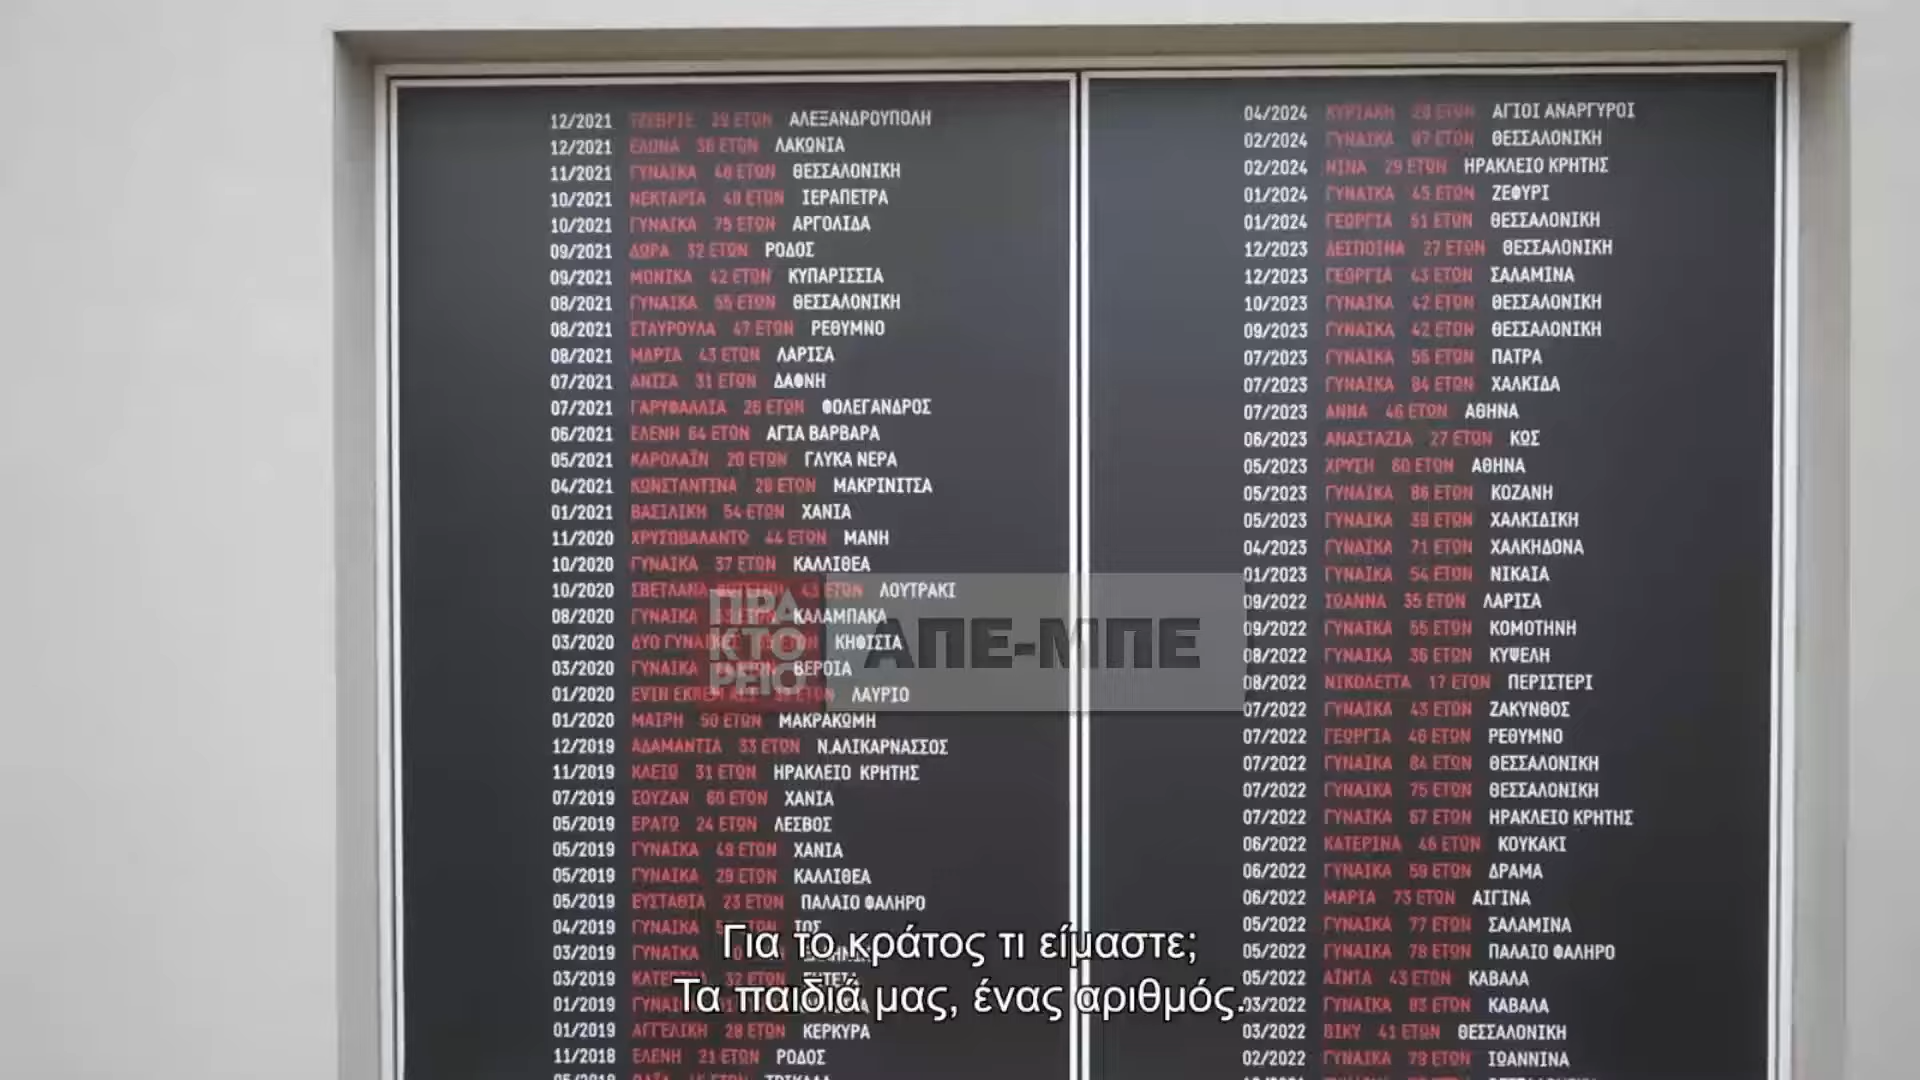 12/2021 29 ΕΤΩΝ ΑΛΕΞΑΝΔΡΟΥΠΟΛΗ
12/2021 ΕΛΟΝΑ 36 ΕΤΩΝ ΛΑΚΩΝΙΑ
11/2021 ΓΥΝΑΙΚΑ 48 ΕΤΩΝ ΘΕΣΣΑΛΟΝΙΚΗ
10/2021 ΝΕΚΤΑΡΙΑ 48 ΕΤΩΝ ΙΕΡΑΠΕΤΡΑ
10/2021 ΓΥΝΑΙΚΑ 75 ΕΤΩΝ ΑΡΓΟΛΙΔΑ
09/2021 ΔΩΡΑ 32 ΕΤΩΝ ΡΟΔΟΣ
09/2021 ΜΟΝΙΚΑ 42 ΕΤΩΝ ΚΥΠΑΡΙΣΣΙΑ
08/2021 ΓΥΝΑΙΚΑ 55 ΕΤΩΝ ΘΕΣΣΑΛΟΝΙΚΗ
08/2021 ΣΤΑΥΡΟΥΛΑ 47 ΕΤΩΝ ΡΕΘΥΜΝΟ
08/2021 ΜΑΡΙΑ 43 ΕΤΩΝ ΛΑΡΙΣΑ
07/2021 ΑΝΙΣΑ 31 ΕΤΩΝ ΔΑΦΝΗ
07/2021 ΓΑΡΥΦΑΛΛΙΑ 26 ΕΤΩΝ ΦΟΛΕΓΑΝΔΡΟΣ
06/2021 ΕΛΕΝΗ 64 ΕΤΩΝ ΑΓΙΑ ΒΑΡΒΑΡΑ
05/2021 ΚΑΡΟΛΑΪΝ 20 ΕΤΩΝ ΓΛΥΚΑ ΝΕΡΑ
04/2021 ΚΩΝΣΤΑΝΤΙΝΑ 28 ΕΤΩΝ ΜΑΚΡΙΝΙΤΣΑ
01/2021 ΒΑΣΙΛΙΚΗ 54 ΕΤΩΝ ΧΑΝΙΑ
11/2020 ΧΡΥΣΟΒΑΛΑΝΤΟ 44 ΕΤΩΝ ΜΑΝΗ
10/2020 ΓΥΝΑΙΚΑ 37 ΕΤΩΝ ΚΑΛΛΙΘΕΑ
10/2020 ΣΒΕΤΛΑΝΑ 43 ΕΤΩΝ ΛΟΥΤΡΑΚΙ
08/2020 ΓΥΝΑΙΚΑ ΚΑΛΑΜΠΑΚΑ
03/2020 ΔΥΟ ΚΗΦΙΣΙΑ
03/2020 ΓΥΝΑΙΚΑ ΒΕΡΟΙΑ
01/2020 EVIN ΕΤΩΝ ΛΑΥΡΙΟ
01/2020 ΜΑΙΡΗ 50 ΕΤΩΝ ΜΑΚΡΑΚΩΜΗ
12/2019 ΑΔΑΜΑΝΤΙΑ 33 ΕΤΩΝ Ν.ΑΛΙΚΑΡΝΑΣΣΟΣ
11/2019 ΚΛΕΙΩ 31 ΕΤΩΝ ΗΡΑΚΛΕΙΟ ΚΡΗΤΗΣ
07/2019 ΣΟΥΖΑΝ 60 ΕΤΩΝ ΧΑΝΙΑ
05/2019 ΕΡΑΤΩ 24 ΕΤΩΝ ΛΕΣΒΟΣ
05/2019 ΓΥΝΑΙΚΑ 49 ΕΤΩΝ ΧΑΝΙΑ
05/2019 ΓΥΝΑΙΚΑ 29 ΕΤΩΝ ΚΑΛΛΙΘΕΑ
05/2019 ΕΥΣΤΑΘΙΑ 23 ΕΤΩΝ ΠΑΛΑΙΟ ΦΑΛΗΡΟ
04/2019 ΓΥΝΑΙΚΑ ΙΟΣ
03/2019 ΓΥΝΑΙΚΑ
03/2019 32 ΕΤΩΝ
01/2019
01/2019 ΑΓΓΕΛΙΚΗ 28 ΕΤΩΝ ΚΕΡΚΥΡΑ
11/2018 ΕΛΕΝΗ 21 ΕΤΩΝ ΡΟΔΟΣ
04/2024 ΚΥΡΙΑΚΗ 28 ΕΤΩΝ ΑΓΙΟΙ ΑΝΑΡΓΥΡΟΙ
02/2024 ΓΥΝΑΙΚΑ 67 ΕΤΩΝ ΘΕΣΣΑΛΟΝΙΚΗ
02/2024 ΝΙΝΑ 29 ΕΤΩΝ ΗΡΑΚΛΕΙΟ ΚΡΗΤΗΣ
01/2024 ΓΥΝΑΙΚΑ 45 ΕΤΩΝ ΖΕΦΥΡΙ
01/2024 ΓΕΩΡΓΙΑ 51 ΕΤΩΝ ΘΕΣΣΑΛΟΝΙΚΗ
12/2023 ΔΕΣΠΟΙΝΑ 27 ΕΤΩΝ ΘΕΣΣΑΛΟΝΙΚΗ
12/2023 ΓΕΩΡΓΙΑ 43 ΕΤΩΝ ΣΑΛΑΜΙΝΑ
10/2023 ΓΥΝΑΙΚΑ 42 ΕΤΩΝ ΘΕΣΣΑΛΟΝΙΚΗ
09/2023 ΓΥΝΑΙΚΑ 42 ΕΤΩΝ ΘΕΣΣΑΛΟΝΙΚΗ
07/2023 ΓΥΝΑΙΚΑ 55 ΕΤΩΝ ΠΑΤΡΑ
07/2023 ΓΥΝΑΙΚΑ 84 ΕΤΩΝ ΧΑΛΚΙΔΑ
07/2023 ΑΝΝΑ 46 ΕΤΩΝ ΑΘΗΝΑ
06/2023 ΑΝΑΣΤΑΖΙΑ 27 ΕΤΩΝ ΚΩΣ
05/2023 ΧΡΥΣΗ 60 ΕΤΩΝ ΑΘΗΝΑ
05/2023 ΓΥΝΑΙΚΑ 86 ΕΤΩΝ ΚΟΖΑΝΗ
05/2023 ΓΥΝΑΙΚΑ 39 ΕΤΩΝ ΧΑΛΚΙΔΙΚΗ
04/2023 ΓΥΝΑΙΚΑ 71 ΕΤΩΝ ΧΑΛΚΗΔΟΝΑ
01/2023 ΓΥΝΑΙΚΑ 54 ΕΤΩΝ ΝΙΚΑΙΑ
09/2022 ΙΩΑΝΝΑ 35 ΕΤΩΝ ΛΑΡΙΣΑ
09/2022 ΓΥΝΑΙΚΑ 55 ΕΤΩΝ ΚΟΜΟΤΗΝΗ
08/2022 ΓΥΝΑΙΚΑ 36 ΕΤΩΝ ΚΥΨΕΛΗ
08/2022 ΝΙΚΟΛΕΤΤΑ 17 ΕΤΩΝ ΠΕΡΙΣΤΕΡΙ
07/2022 ΓΥΝΑΙΚΑ 43 ΕΤΩΝ ΖΑΚΥΝΘΟΣ
07/2022 ΓΕΩΡΓΙΑ 46 ΕΤΩΝ ΡΕΘΥΜΝΟ
07/2022 ΓΥΝΑΙΚΑ 84 ΕΤΩΝ ΘΕΣΣΑΛΟΝΙΚΗ
07/2022 ΓΥΝΑΙΚΑ 75 ΕΤΩΝ ΘΕΣΣΑΛΟΝΙΚΗ
07/2022 ΓΥΝΑΙΚΑ 67 ΕΤΩΝ ΗΡΑΚΛΕΙΟ ΚΡΗΤΗΣ
06/2022 ΚΑΤΕΡΙΝΑ 46 ΕΤΩΝ ΚΟΥΚΑΚΙ
06/2022 ΓΥΝΑΙΚΑ 59 ΕΤΩΝ ΔΡΑΜΑ
06/2022 ΜΑΡΙΑ 73 ΕΤΩΝ ΑΙΓΙΝΑ
05/2022 ΓΥΝΑΙΚΑ 77 ΕΤΩΝ ΣΑΛΑΜΙΝΑ
05/2022 ΓΥΝΑΙΚΑ 78 ΕΤΩΝ ΠΑΛΑΙΟ ΦΑΛΗΡΟ
05/2022 ΑΪΝΤΑ 43 ΕΤΩΝ ΚΑΒΑΛΑ
03/2022 ΓΥΝΑΙΚΑ 83 ΕΤΩΝ ΚΑΒΑΛΑ
03/2022 ΒΙΚΥ 41 ΕΤΩΝ ΘΕΣΣΑΛΟΝΙΚΗ
02/2022 ΓΥΝΑΙΚΑ 79 ΕΤΩΝ ΙΩΑΝΝΙΝΑ
ΠΡΑ
ΚΤΟ
ΡΕΙΟ
ΑΠΕ-ΜΠΕ
Για το κράτος τι είμαστε;
Τα παιδιά μας, ένας αριθμός.